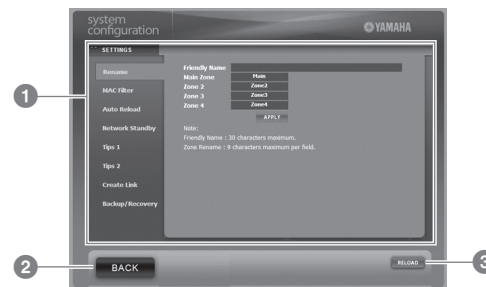 system
configuration
YAMAHA
SETTINGS
Rename
MAC Filter
Auto Reload
Network Standby
Tips 1
Tips 2
Create Link
Backup/Recovery
Friendly Name
Main Zone Main
Zone 2 Zone2
Zone 3 Zone3
Zone 4 Zone4
APPLY
Note:
Friendly Name : 30 characters maximum.
Zone Rename : 9 characters maximum per field.
BACK
RELOAD
1
2
3